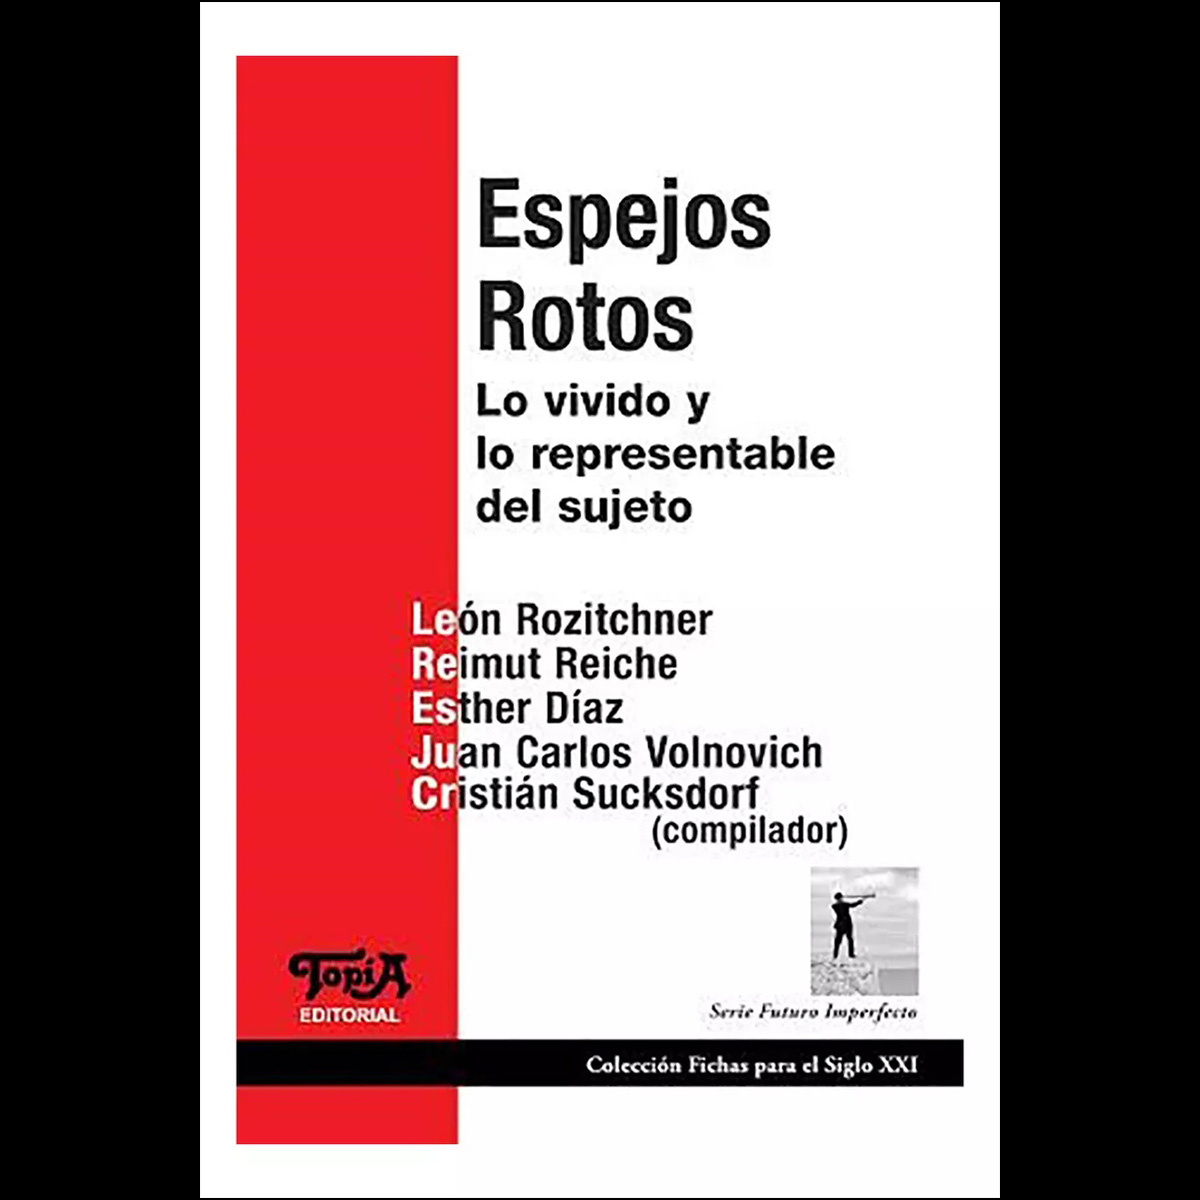 Espejos
Rotos
Lo vivido y
lo representable
del sujeto
León Rozitchner
Reimut Reiche
Esther Díaz
Juan Carlos Volnovich
Cristián Sucksdorf
(compilador)
TopiA
EDITORIAL
Serie Futuro Imperfecto
Colección Fichas para el Siglo XXI